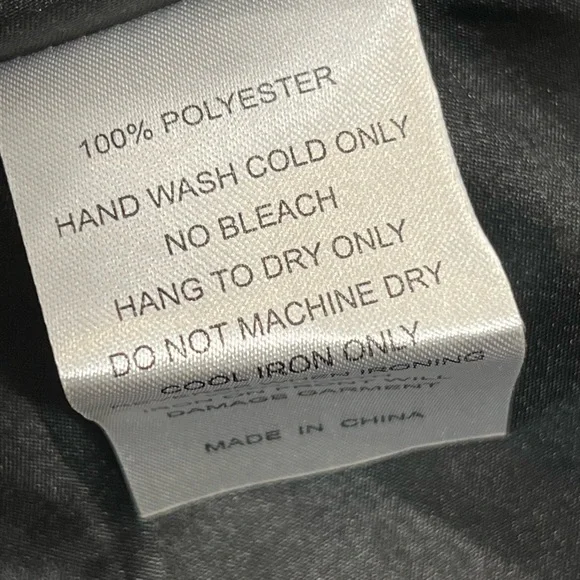 100% POLYESTER
HAND WASH COLD ONLY
NO BLEACH
HANG TO DRY ONLY
DO NOT MACHINE DRY
COOL IRON ONLY
IRONING
WILL
DAMAGE GARMENT
MADE IN CHINA